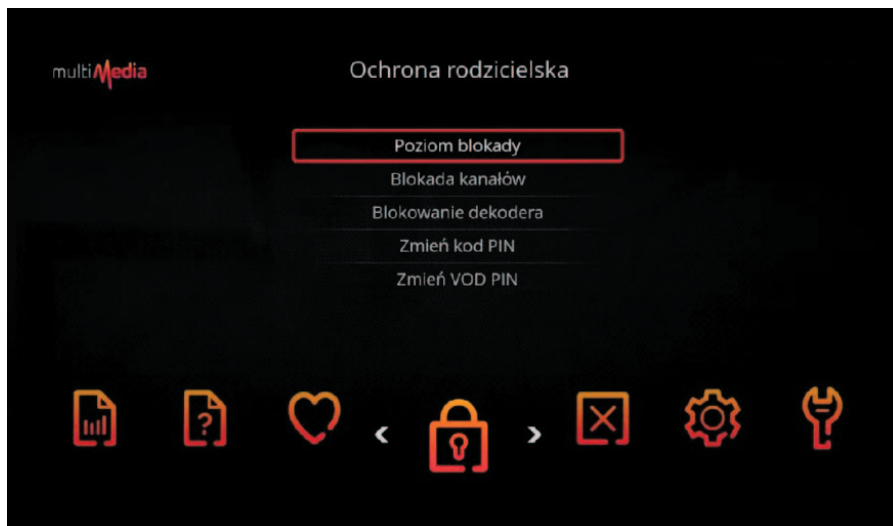 multiMedia
Ochrona rodzicielska
Poziom blokady
Blokada kanałów
Blokowanie dekodera
Zmień kod PIN
Zmień VOD PIN